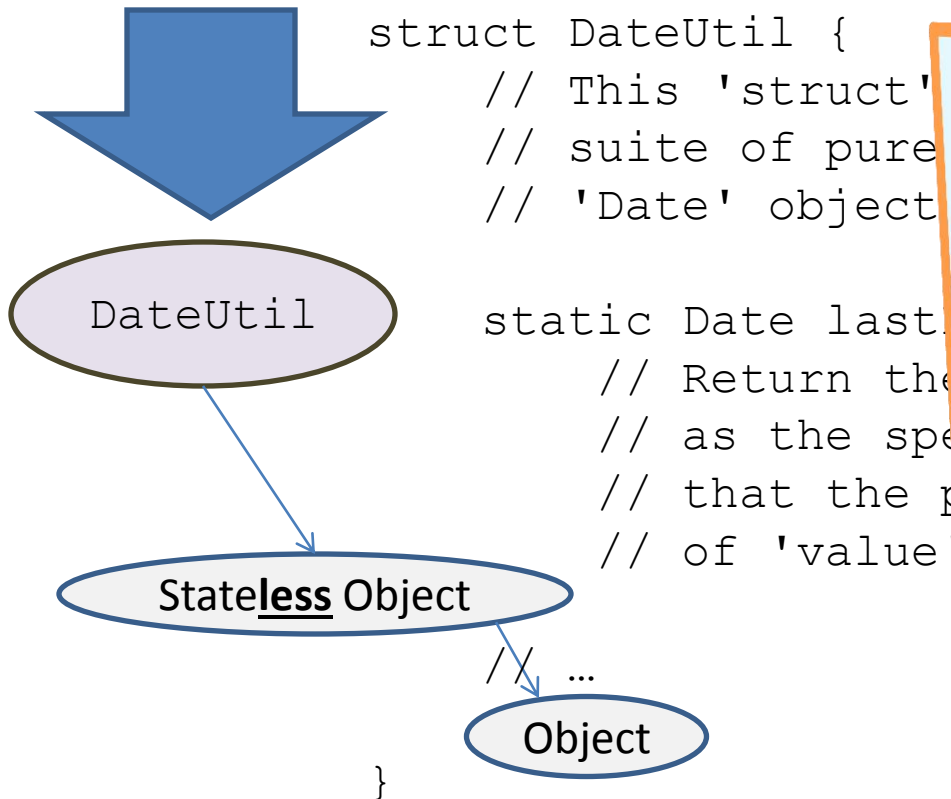 struct DateUtil {
// This 'struct'
// suite of pure
// 'Date' object
DateUtil
static Date last
// Return the
// as the spe
// that the p
// of 'value'
Stateless Object
// …
Object
}